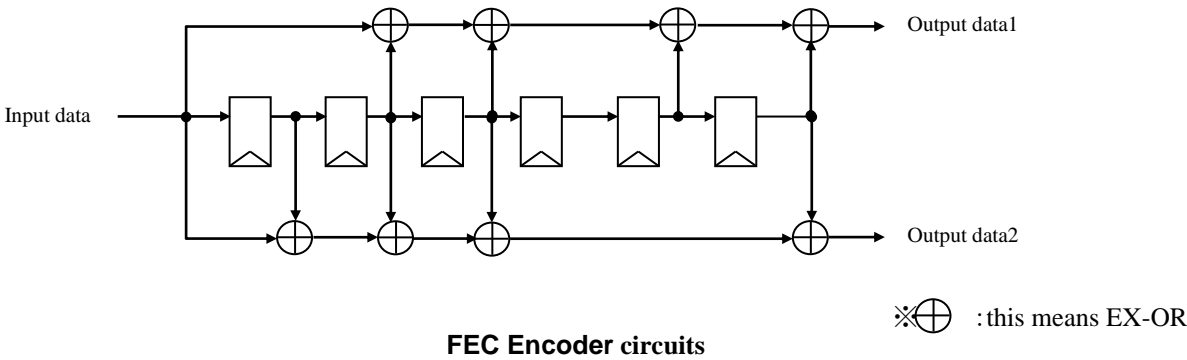 Output data1
Input data
Output data2
※⊕ :this means EX-OR
FEC Encoder circuits